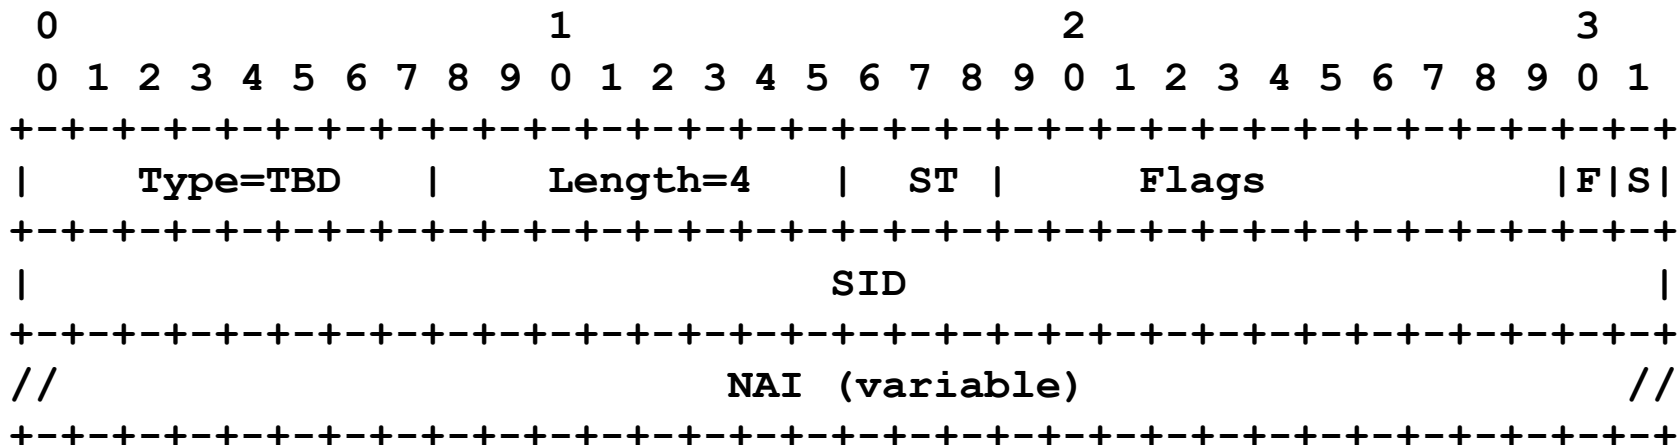 0                   1                   2                   3
 0 1 2 3 4 5 6 7 8 9 0 1 2 3 4 5 6 7 8 9 0 1 2 3 4 5 6 7 8 9 0 1
+-+-+-+-+-+-+-+-+-+-+-+-+-+-+-+-+-+-+-+-+-+-+-+-+-+-+-+-+-+-+-+-+
|    Type=TBD   |    Length=4   |  ST |     Flags           |F|S|
+-+-+-+-+-+-+-+-+-+-+-+-+-+-+-+-+-+-+-+-+-+-+-+-+-+-+-+-+-+-+-+-+
|                               SID                             |
+-+-+-+-+-+-+-+-+-+-+-+-+-+-+-+-+-+-+-+-+-+-+-+-+-+-+-+-+-+-+-+-+
//                          NAI (variable)                     //
+-+-+-+-+-+-+-+-+-+-+-+-+-+-+-+-+-+-+-+-+-+-+-+-+-+-+-+-+-+-+-+-+